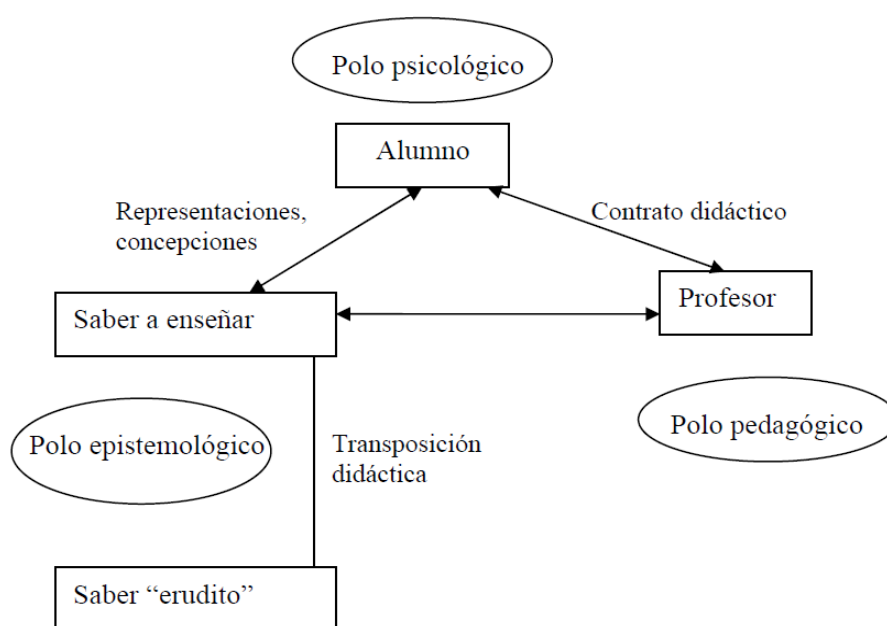 Polo psicológico
Alumno
Representaciones,
concepciones
Contrato didáctico
Saber a enseñar
Profesor
Polo epistemológico
Transposición
didáctica
Polo pedagógico
Saber “erudito”